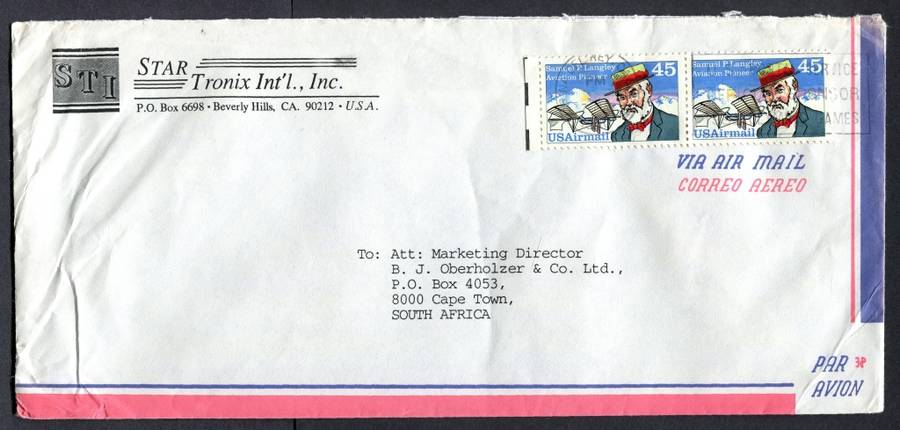 STI
STAR
Tronix Int'l., Inc.
P.O. Box 6698 • Beverly Hills, CA. 90212 • U.S.A.
Samuel P. Langley 45
Aviation Pioneer
USAirmail
Samuel P. Langley 45
Aviation Pioneer
USAirmail
ONSOR
AMES
VIA AIR MAIL
CORREO AEREO
To: Att: Marketing Director
B. J. Oberholzer & Co. Ltd.,
P.O. Box 4053,
8000 Cape Town,
SOUTH AFRICA
PAR
AVION